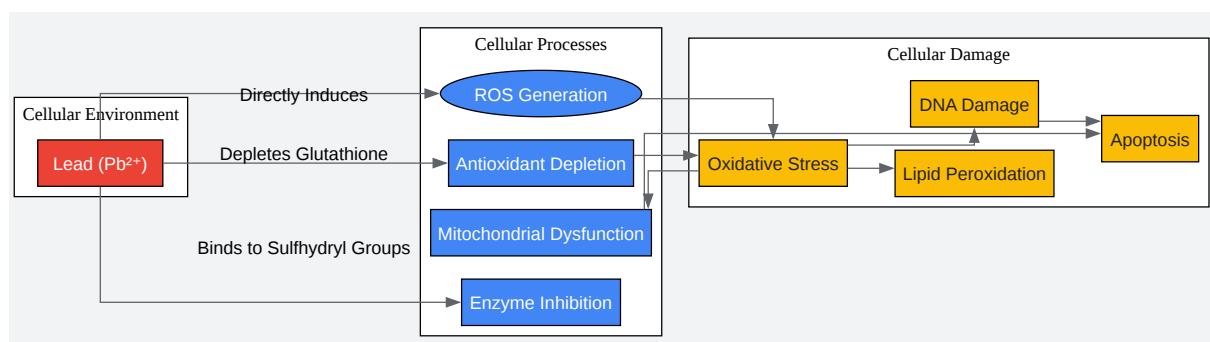 Cellular Environment
Lead (Pb²⁺)
Directly Induces
Depletes Glutathione
Binds to Sulfhydryl Groups
Cellular Processes
ROS Generation
Antioxidant Depletion
Mitochondrial Dysfunction
Enzyme Inhibition
Cellular Damage
Oxidative Stress
DNA Damage
Lipid Peroxidation
Apoptosis